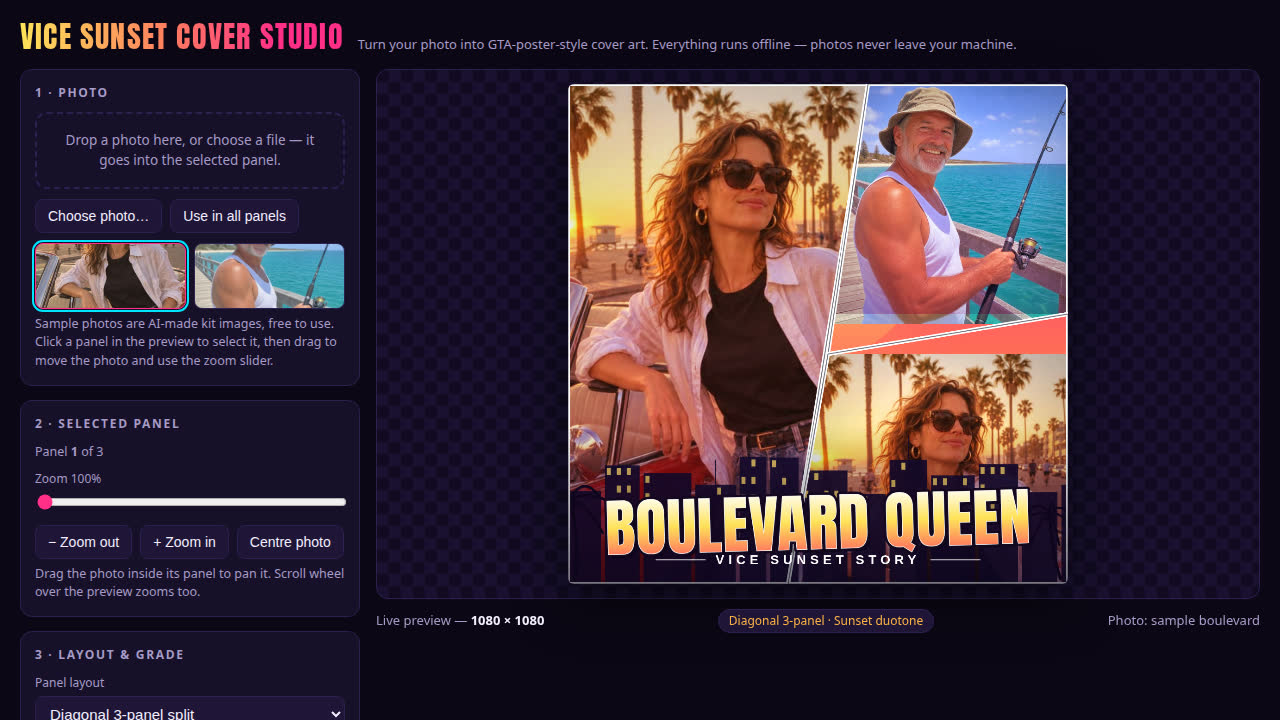 VICE SUNSET COVER STUDIO
Turn your photo into GTA-poster-style cover art. Everything runs offline — photos never leave your machine.
1 · PHOTO
Drop a photo here, or choose a file — it
goes into the selected panel.
Choose photo…
Use in all panels
Sample photos are AI-made kit images, free to use.
Click a panel in the preview to select it, then drag to
move the photo and use the zoom slider.
2 · SELECTED PANEL
Panel 1 of 3
Zoom 100%
− Zoom out
+ Zoom in
Centre photo
Drag the photo inside its panel to pan it. Scroll wheel
over the preview zooms too.
3 · LAYOUT & GRADE
Panel layout
Diagonal 3-panel split
BOULEVARD QUEEN
VICE SUNSET STORY
Live preview — 1080 × 1080
Diagonal 3-panel · Sunset duotone
Photo: sample boulevard